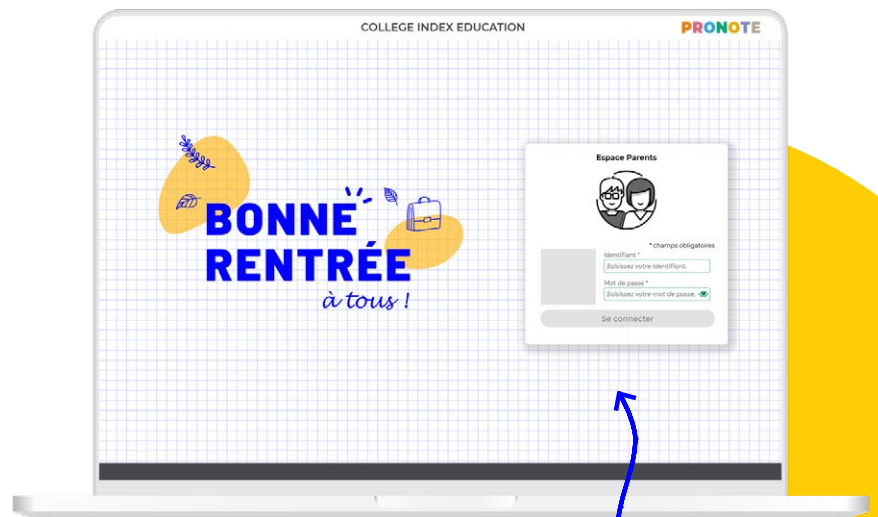 COLLEGE INDEX EDUCATION
PRONOTE
BONNE
RENTRÉE
à tous !
Espace Parents
* champs obligatoires
Identifiant *
Saisissez votre identifiant.
Mot de passe *
Saisissez votre mot de passe.
Se connecter